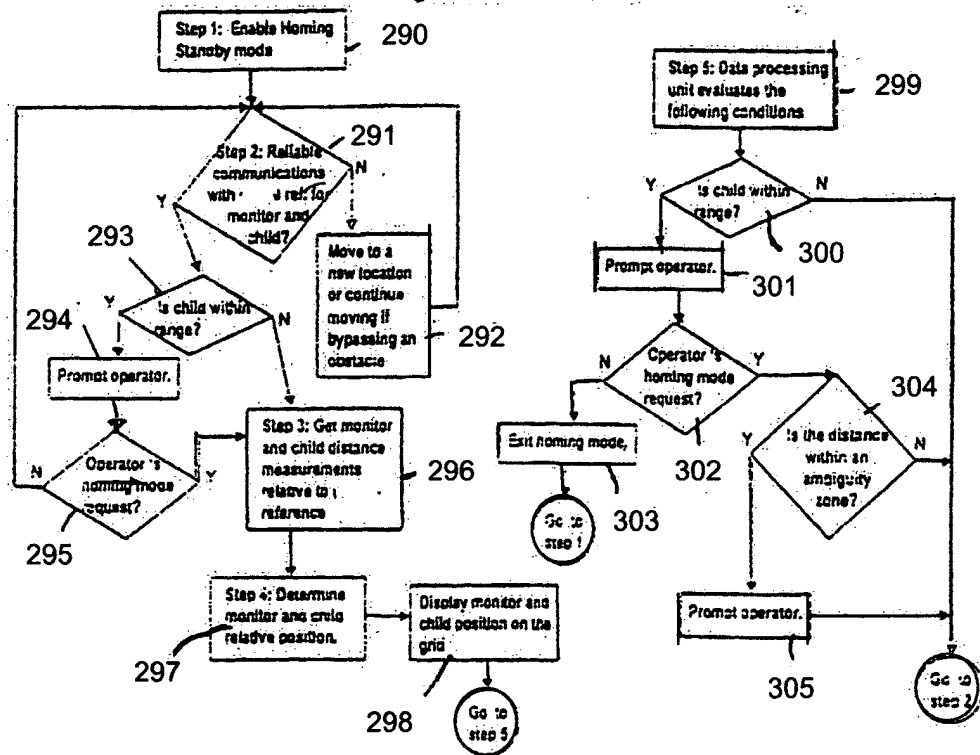 Step 1: Enable Homing
Standby mode
290
291
Step 2: Reliable
communications
with
monitor and
child?
Y
N
Move to a
new location
or continue
moving if
bypassing an
obstacle
292
293
Is child within
range?
Y
N
294
Prompt operator.
Operator's
homing mode
request?
N
Y
295
Step 3: Get monitor
and child distance
measurements
relative to
reference
296
Step 4: Determine
monitor and child
relative position.
297
Display monitor and
child position on the
grid
298
Go to
step 5
Step 5: Data processing
unit evaluates the
following conditions
299
Is child within
range?
Y
N
300
Prompt operator.
301
Operator's
homing mode
request?
N
Y
302
Exit homing mode,
303
Go to
step 1
304
Is the distance
within an
ambiguity
zone?
Y
N
Prompt operator.
305
Go to
step 2